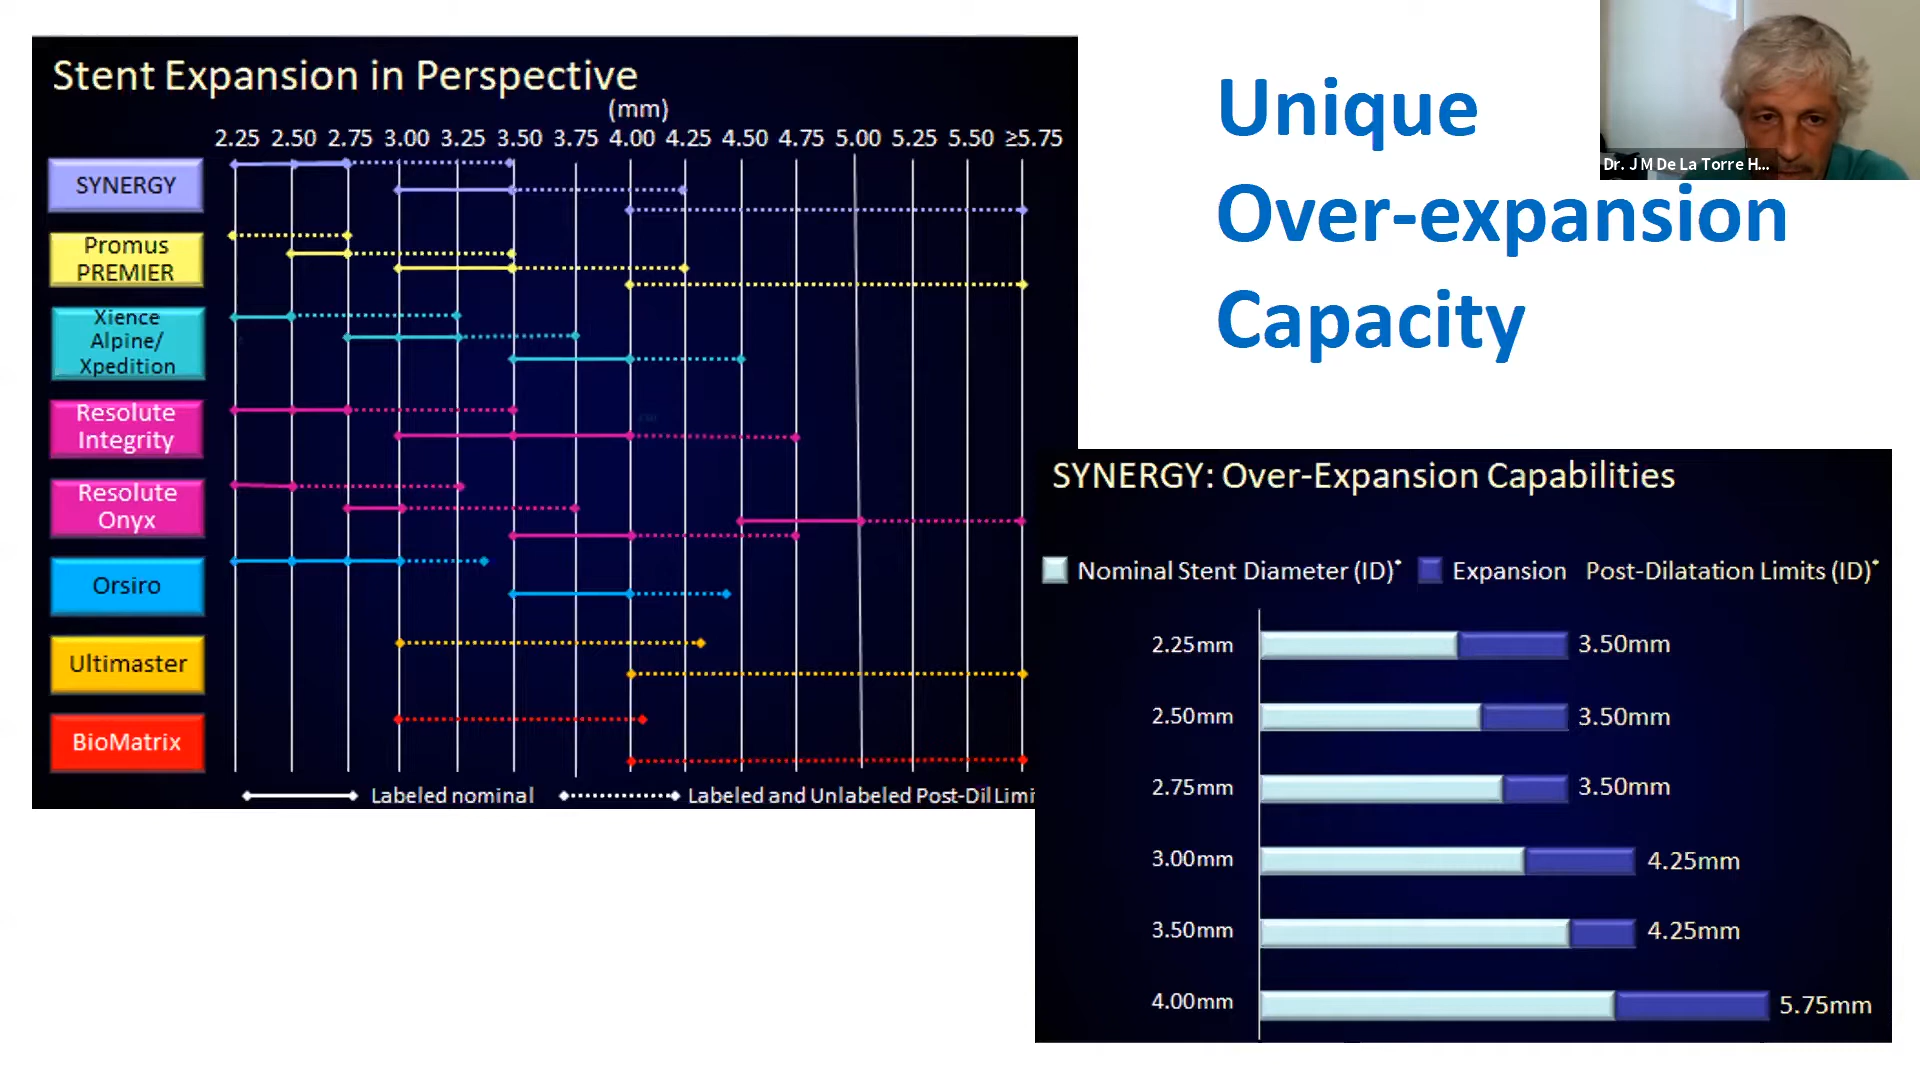 Stent Expansion in Perspective
(mm)
2.25 2.50 2.75 3.00 3.25 3.50 3.75 4.00 4.25 4.50 4.75 5.00 5.25 5.50 ≥5.75
SYNERGY
Promus
PREMIER
Xience
Alpine/
Xpedition
Resolute
Integrity
Resolute
Onyx
Orsiro
Ultimaster
BioMatrix
Labeled nominal
Labeled and Unlabeled Post-Dil Limi
Unique
Over-expansion
Capacity
Dr. J M De La Torre H...
SYNERGY: Over-Expansion Capabilities
Nominal Stent Diameter (ID)* Expansion Post-Dilatation Limits (ID)*
2.25mm 3.50mm
2.50mm 3.50mm
2.75mm 3.50mm
3.00mm 4.25mm
3.50mm 4.25mm
4.00mm 5.75mm